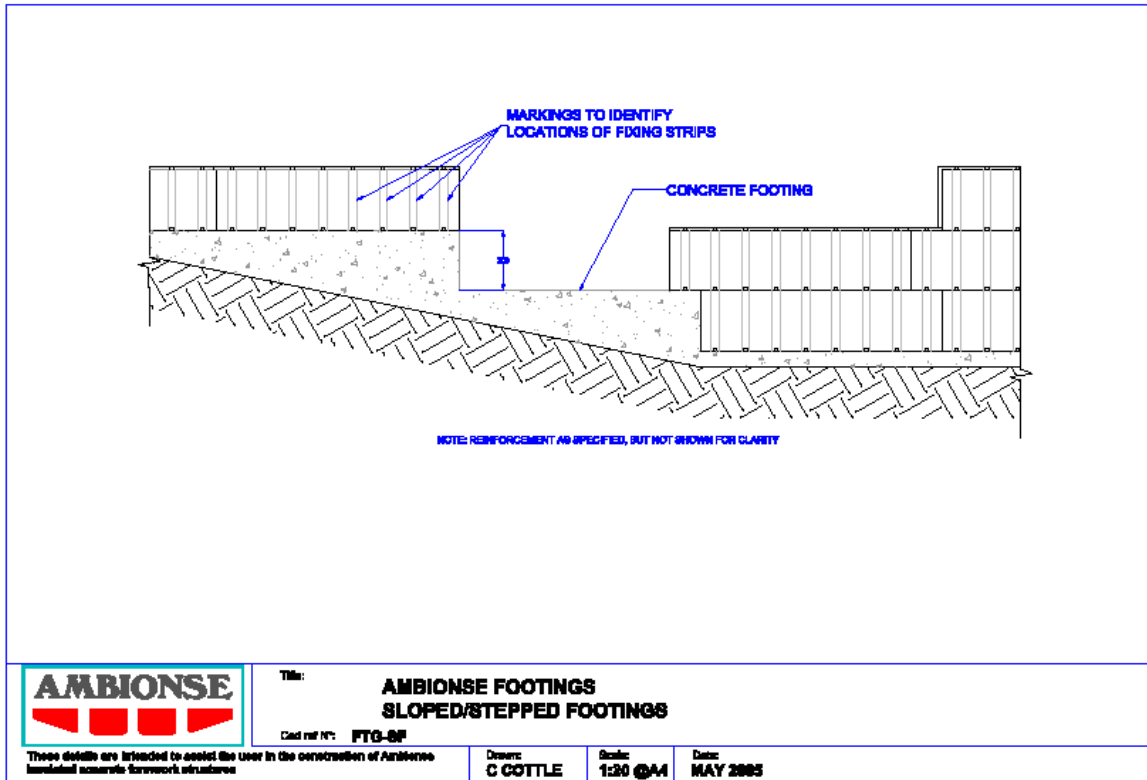 MARKINGS TO IDENTIFY
LOCATIONS OF FIXING STRIPS
CONCRETE FOOTING
NOTE: REINFORCEMENT AS SPECIFIED, BUT NOT SHOWN FOR CLARITY
AMBIONSE
Title:
AMBIONSE FOOTINGS
SLOPED/STEPPED FOOTINGS
Cad ref Nº: FTG-SF
These details are intended to assist the user in the construction of Ambionse
insulated concrete formwork structures
Drawn:
C COTTLE
Scale:
1:20 @A4
Date:
MAY 2005